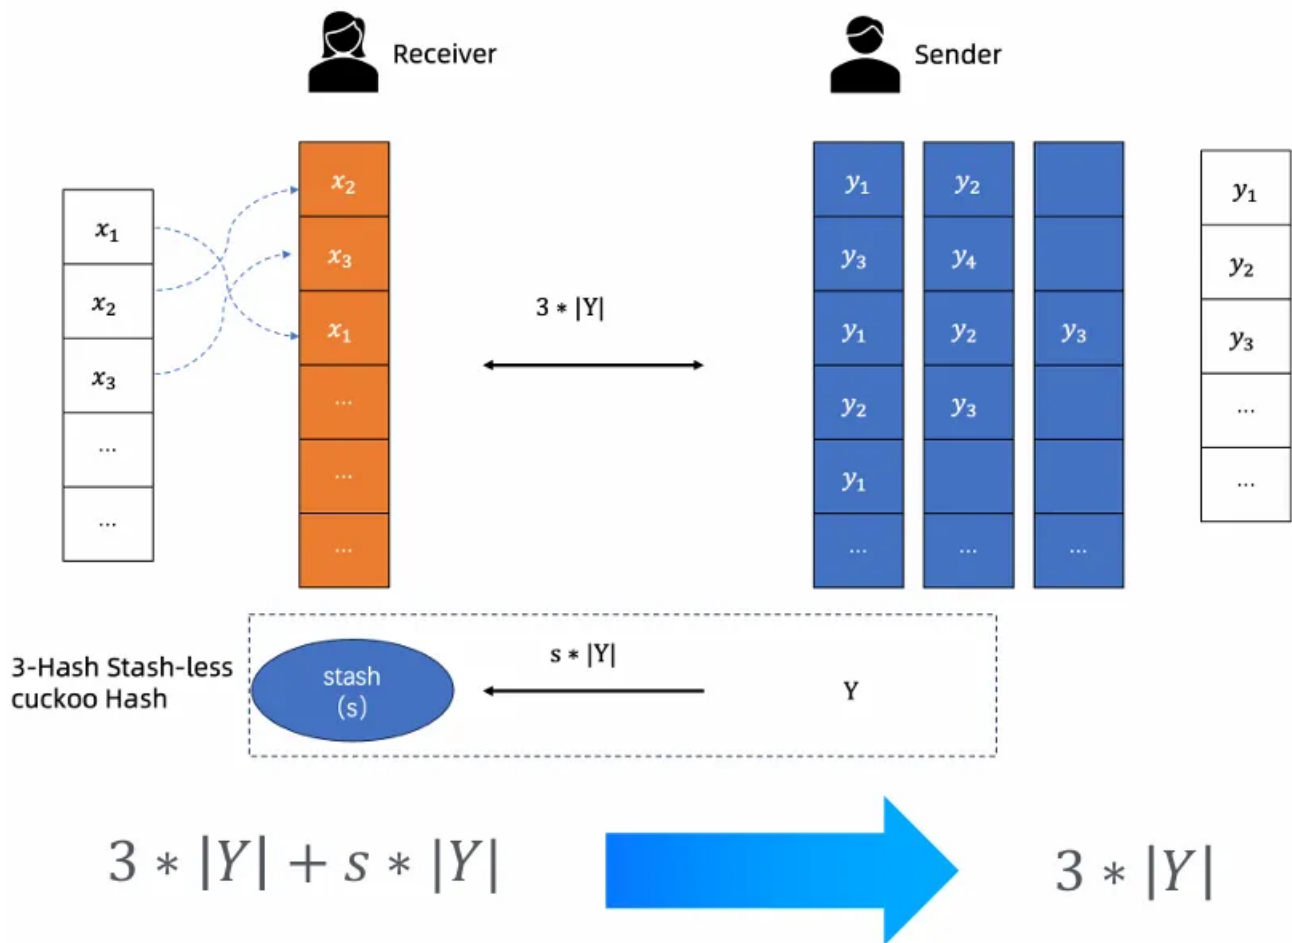 Receiver
Sender
x₁
x₂
x₃
...
...
x₂
x₃
x₁
...
...
...
3 * |Y|
y₁ y₂
y₃ y₄
y₁ y₂ y₃
y₂ y₃
y₁
... ... ...
y₁
y₂
y₃
...
...
3-Hash Stash-less
cuckoo Hash
stash
(s)
s * |Y|
Y
3 * |Y| + s * |Y|
3 * |Y|